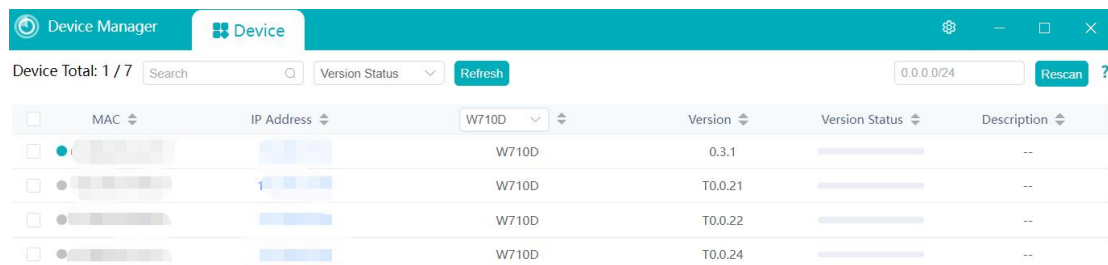 Device Manager Device
Device Total: 1 / 7 Search Version Status Refresh 0.0.0.0/24 Rescan ?
MAC IP Address W710D Version Version Status Description
W710D 0.3.1 --
1 W710D T0.0.21 --
W710D T0.0.22 --
W710D T0.0.24 --